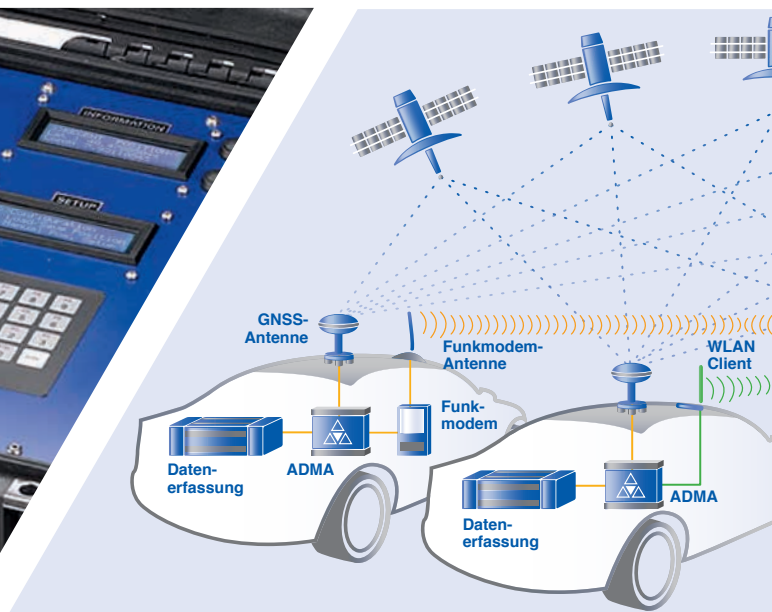 INFORMATION
SETUP
GNSS-
Antenne
Funkmodem-
Antenne
WLAN
Client
Funk-
modem
Daten-
erfassung
ADMA
ADMA
Daten-
erfassung